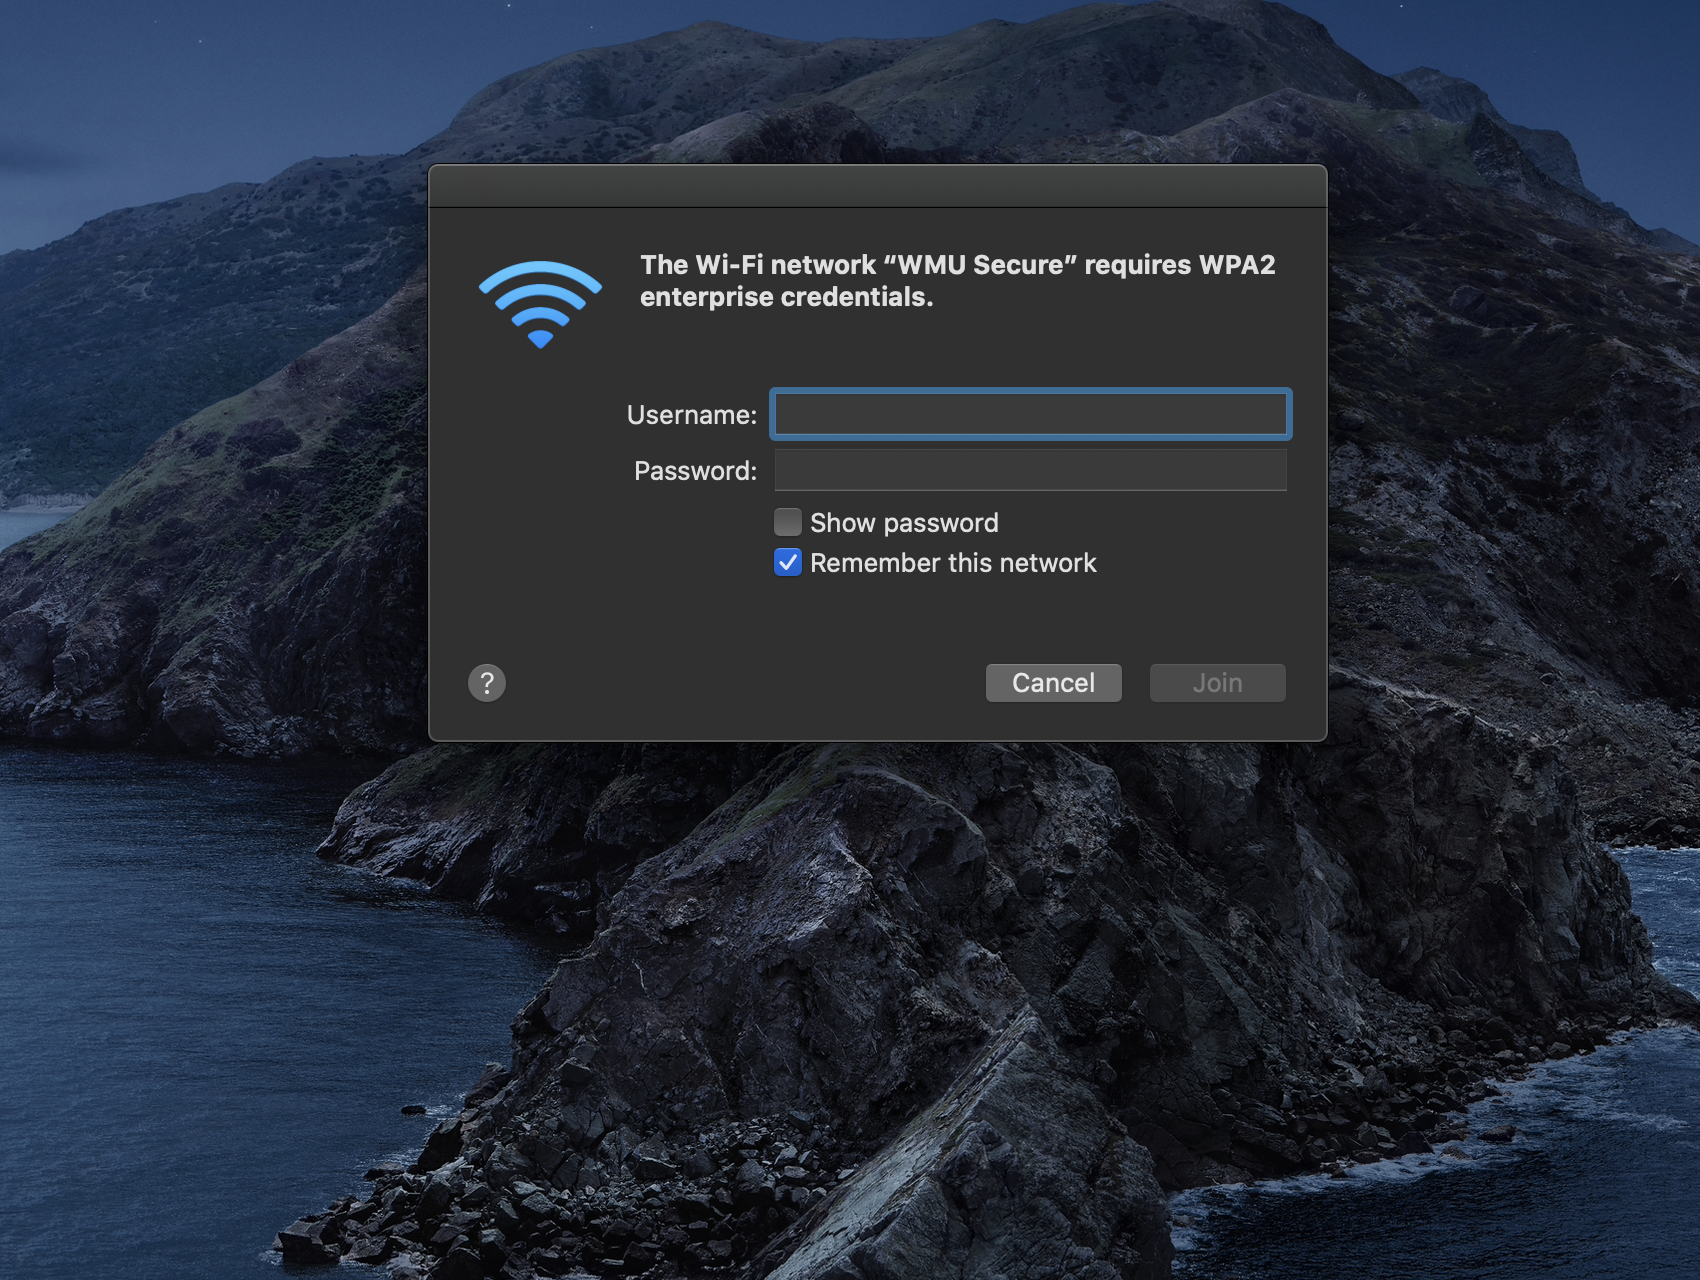 The Wi-Fi network “WMU Secure” requires WPA2
enterprise credentials.
Username:
Password:
Show password
Remember this network
?
Cancel
Join